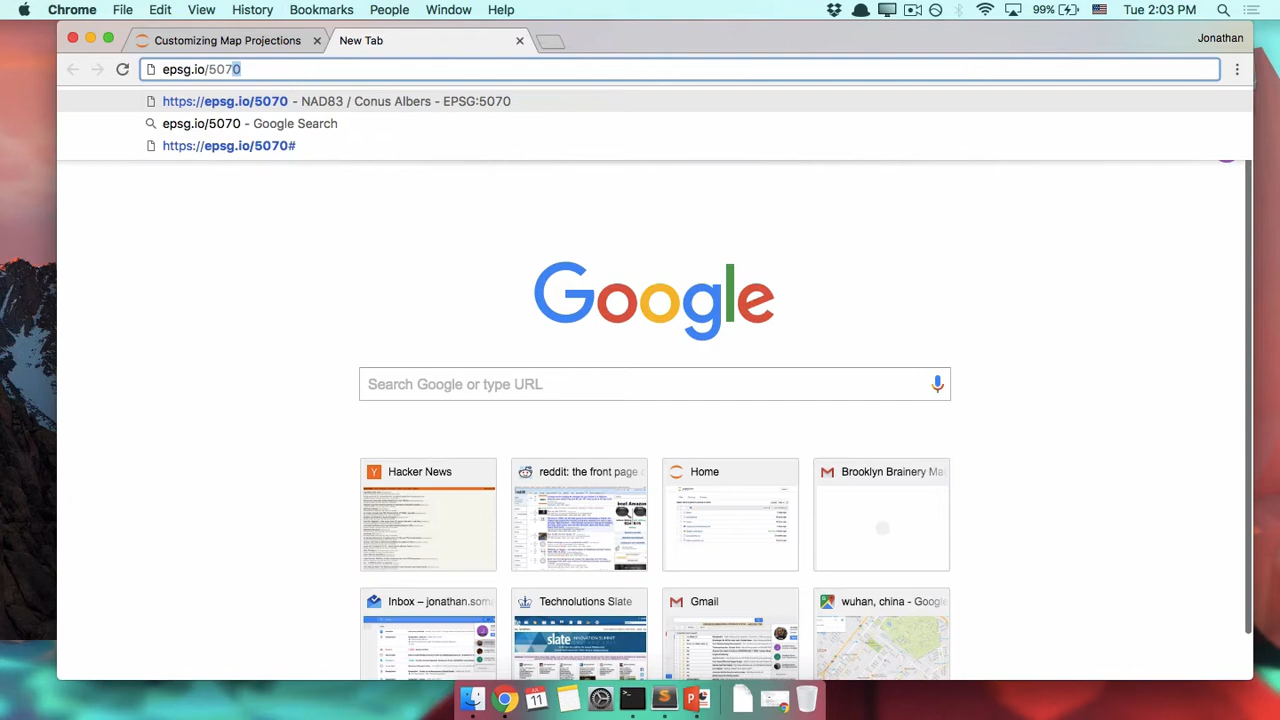 Chrome File Edit View History Bookmarks People Window Help 99% Tue 2:03 PM
Customizing Map Projections New Tab Jonathan
epsg.io/5070
https://epsg.io/5070 - NAD83 / Conus Albers - EPSG:5070
epsg.io/5070 - Google Search
https://epsg.io/5070#
Google
Search Google or type URL
Hacker News reddit: the front page Home Brooklyn Brainery Ma
Inbox – jonathan.soma Technolutions Slate Gmail wuhan, china - Google
slate